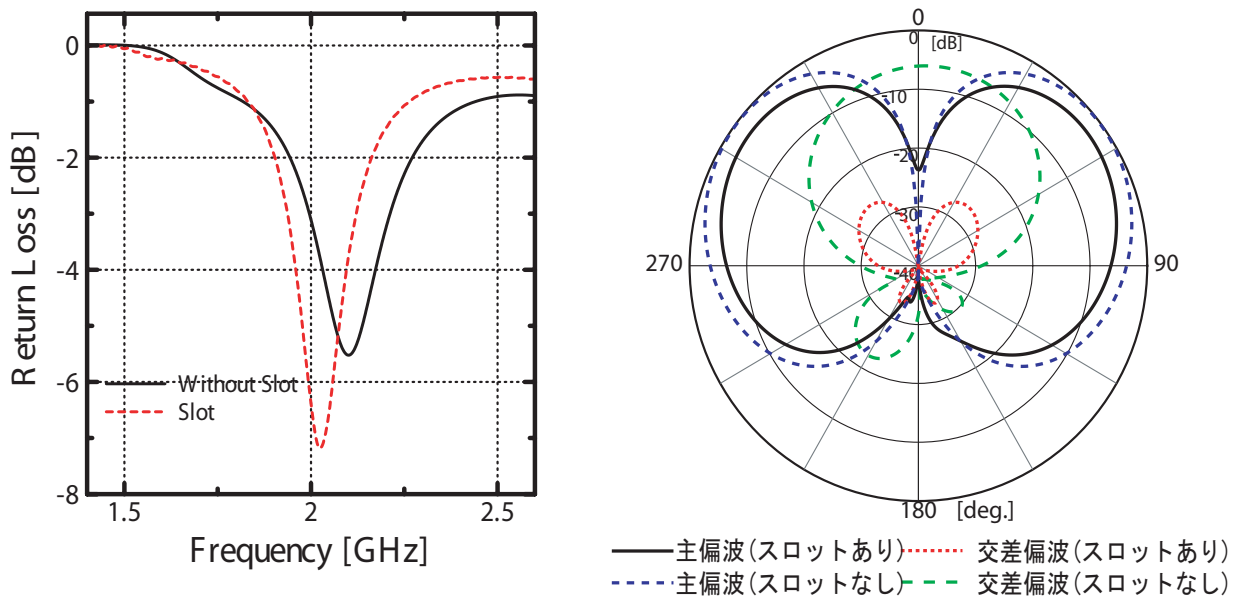 0
-2
-4
-6
-8
Return Loss [dB]
Without Slot
Slot
1.5
2
2.5
Frequency [GHz]
0
0 [dB]
-10
-20
-30
-40
270
90
180 [deg.]
主偏波(スロットあり) 交差偏波(スロットあり)
主偏波(スロットなし) 交差偏波(スロットなし)